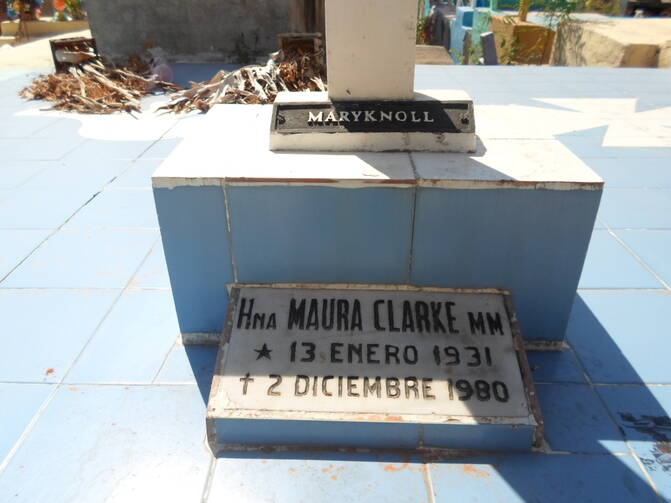 MARYKNOLL
Hna MAURA CLARKE MM
★ 13 ENERO 1931
† 2 DICIEMBRE 1980